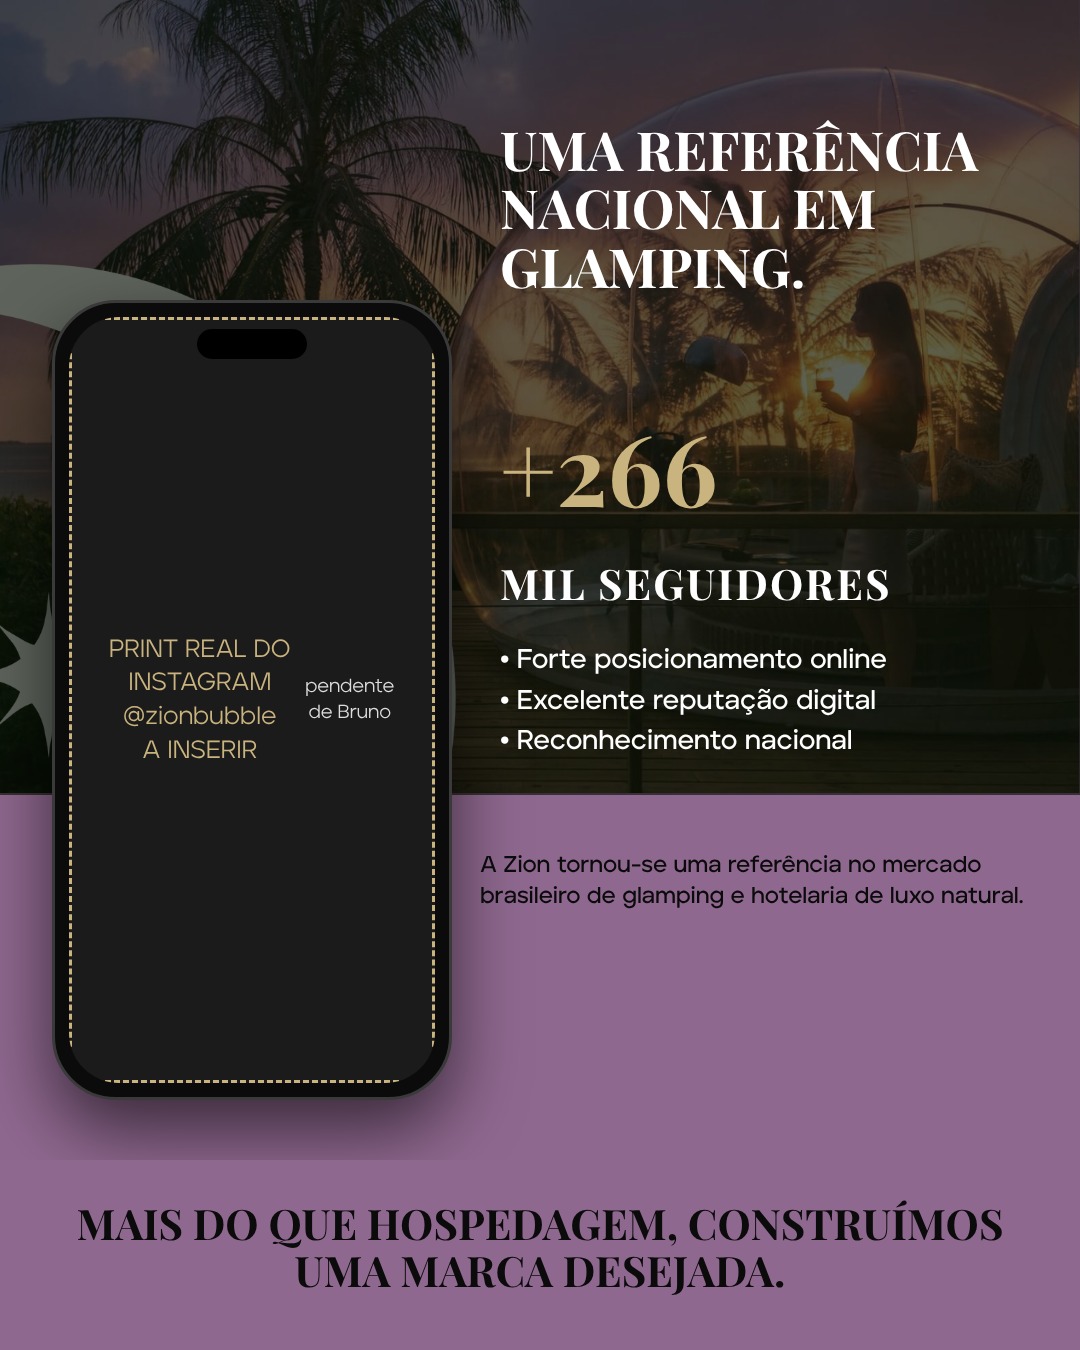 UMA REFERÊNCIA
NACIONAL EM
GLAMPING.
+266
MIL SEGUIDORES
• Forte posicionamento online
• Excelente reputação digital
• Reconhecimento nacional
PRINT REAL DO
INSTAGRAM
@zionbubble
A INSERIR
pendente
de Bruno
A Zion tornou-se uma referência no mercado
brasileiro de glamping e hotelaria de luxo natural.
MAIS DO QUE HOSPEDAGEM, CONSTRUÍMOS
UMA MARCA DESEJADA.